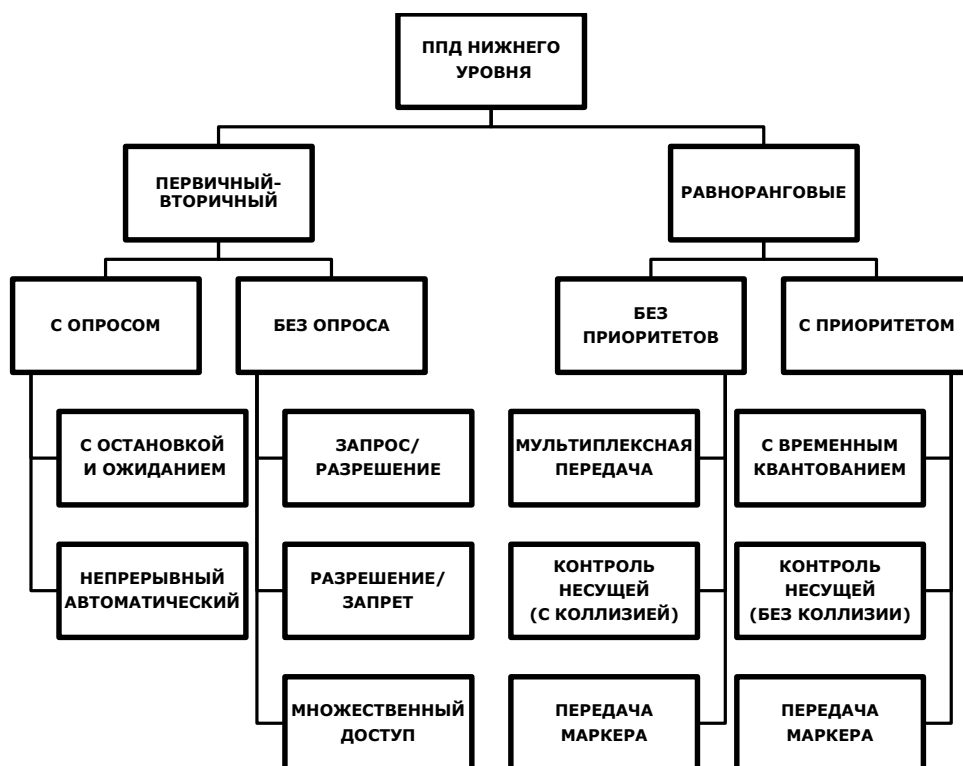 ППД НИЖНЕГО
УРОВНЯ
ПЕРВИЧНЫЙ-
ВТОРИЧНЫЙ
РАВНОРАНГОВЫЕ
С ОПРОСОМ
БЕЗ ОПРОСА
БЕЗ
ПРИОРИТЕТОВ
С ПРИОРИТЕТОМ
С ОСТАНОВКОЙ
И ОЖИДАНИЕМ
ЗАПРОС/
РАЗРЕШЕНИЕ
МУЛЬТИПЛЕКСНАЯ
ПЕРЕДАЧА
С ВРЕМЕННЫМ
КВАНТОВАНИЕМ
НЕПРЕРЫВНЫЙ
АВТОМАТИЧЕСКИЙ
РАЗРЕШЕНИЕ/
ЗАПРЕТ
КОНТРОЛЬ
НЕСУЩЕЙ
(С КОЛЛИЗИЕЙ)
КОНТРОЛЬ
НЕСУЩЕЙ
(БЕЗ КОЛЛИЗИИ)
МНОЖЕСТВЕННЫЙ
ДОСТУП
ПЕРЕДАЧА
МАРКЕРА
ПЕРЕДАЧА
МАРКЕРА